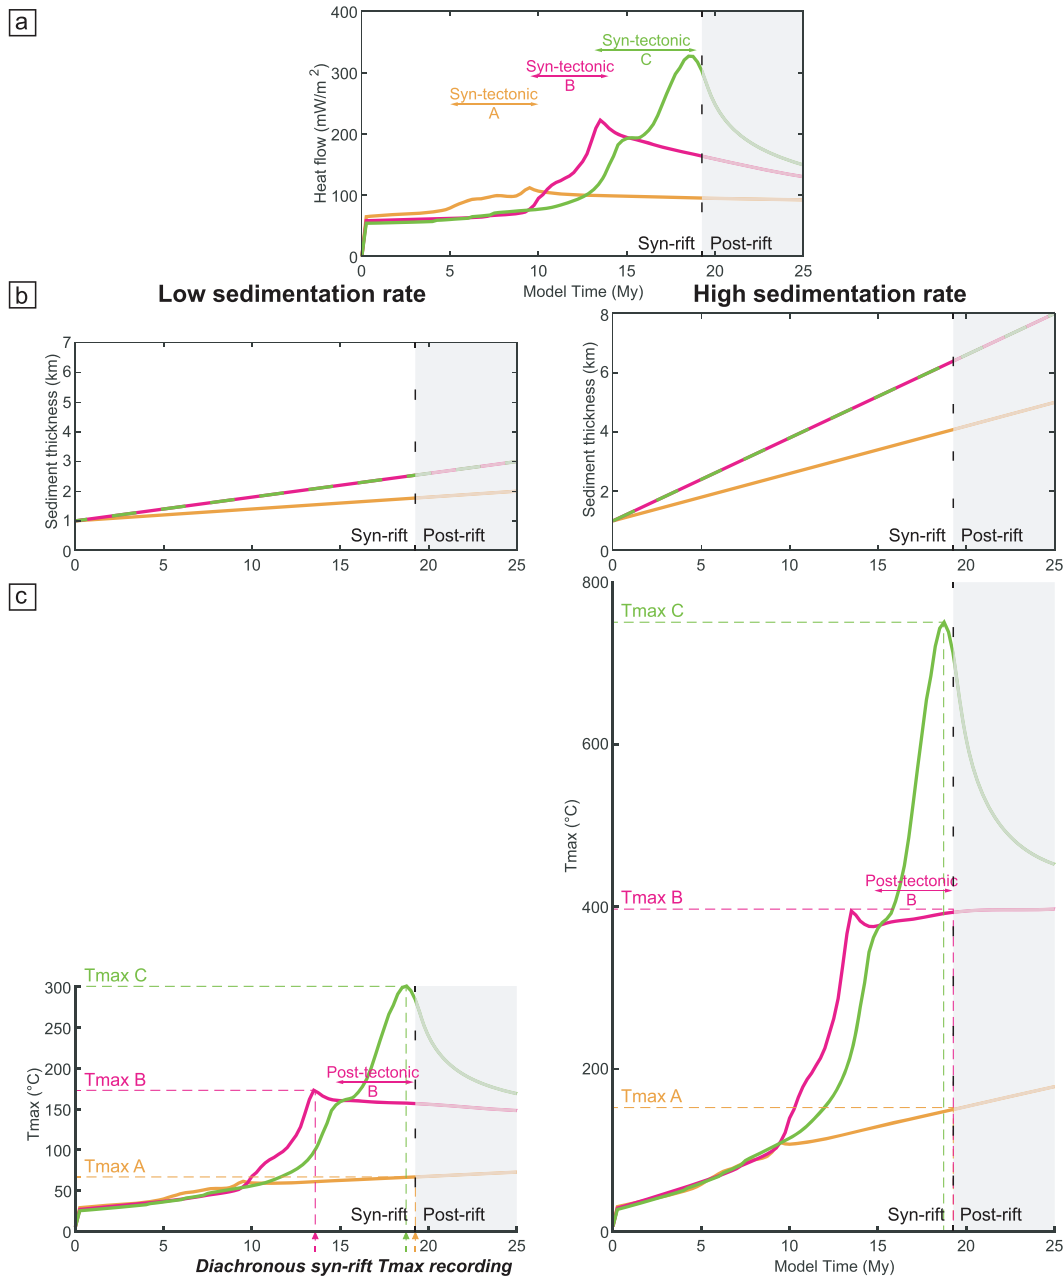 a
400
300
200
100
0
Heat flow (mW/m²)
Syn-tectonic
C
Syn-tectonic
B
Syn-tectonic
A
Syn-rift
Post-rift
0 5 10 15 20 25
Model Time (My)
b
Low sedimentation rate
High sedimentation rate
7
6
5
4
3
2
1
0
Sediment thickness (km)
Syn-rift
Post-rift
0 5 10 15 20 25
8
6
4
2
0
Sediment thickness (km)
Syn-rift
Post-rift
0 5 10 15 20 25
c
Tmax C
300
250
200
150
100
50
0
Tmax (°C)
Post-tectonic
B
Tmax B
Tmax A
Syn-rift
Post-rift
0 5 10 15 20 25
Diachronous syn-rift Tmax recording
800
600
400
200
0
Tmax (°C)
Tmax C
Post-tectonic
Tmax B
B
Tmax A
Syn-rift
Post-rift
0 5 10 15 20 25
Model Time (My)